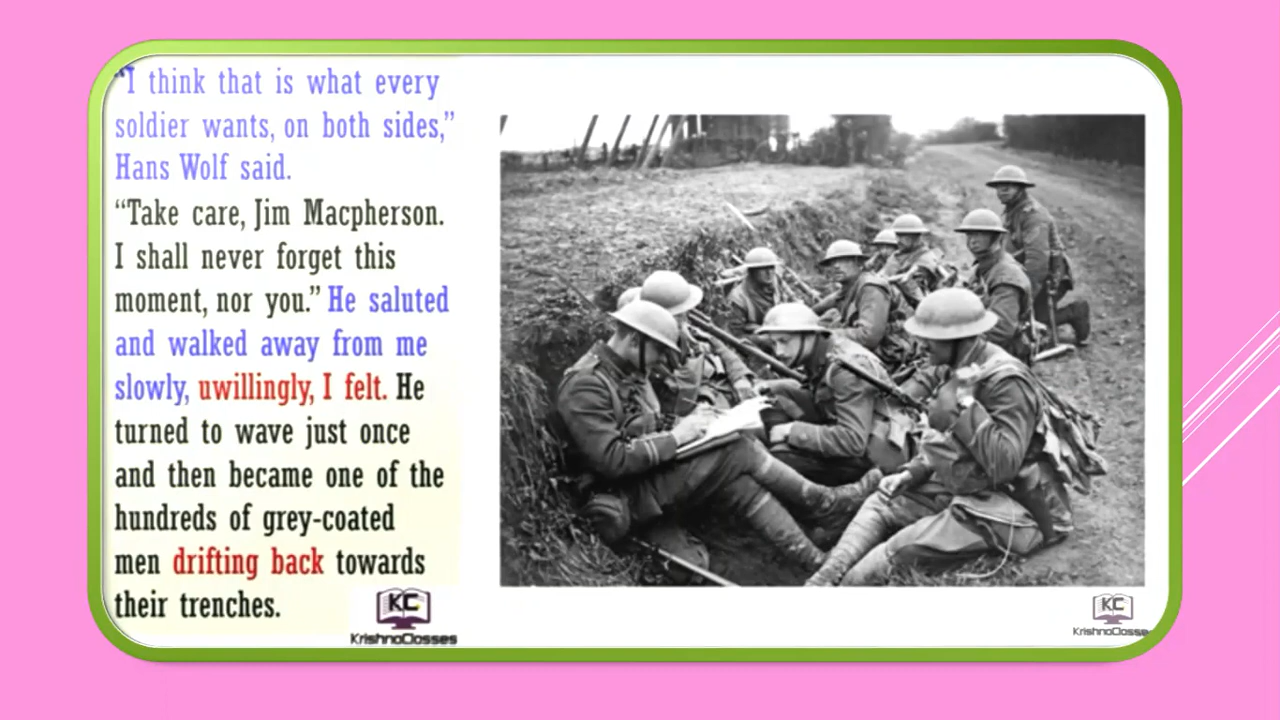 “I think that is what every
soldier wants, on both sides,”
Hans Wolf said.
“Take care, Jim Macpherson.
I shall never forget this
moment, nor you.” He saluted
and walked away from me
slowly, uwillingly, I felt. He
turned to wave just once
and then became one of the
hundreds of grey-coated
men drifting back towards
their trenches.
KC
KrishnaClasses
KC
KrishnaClasse